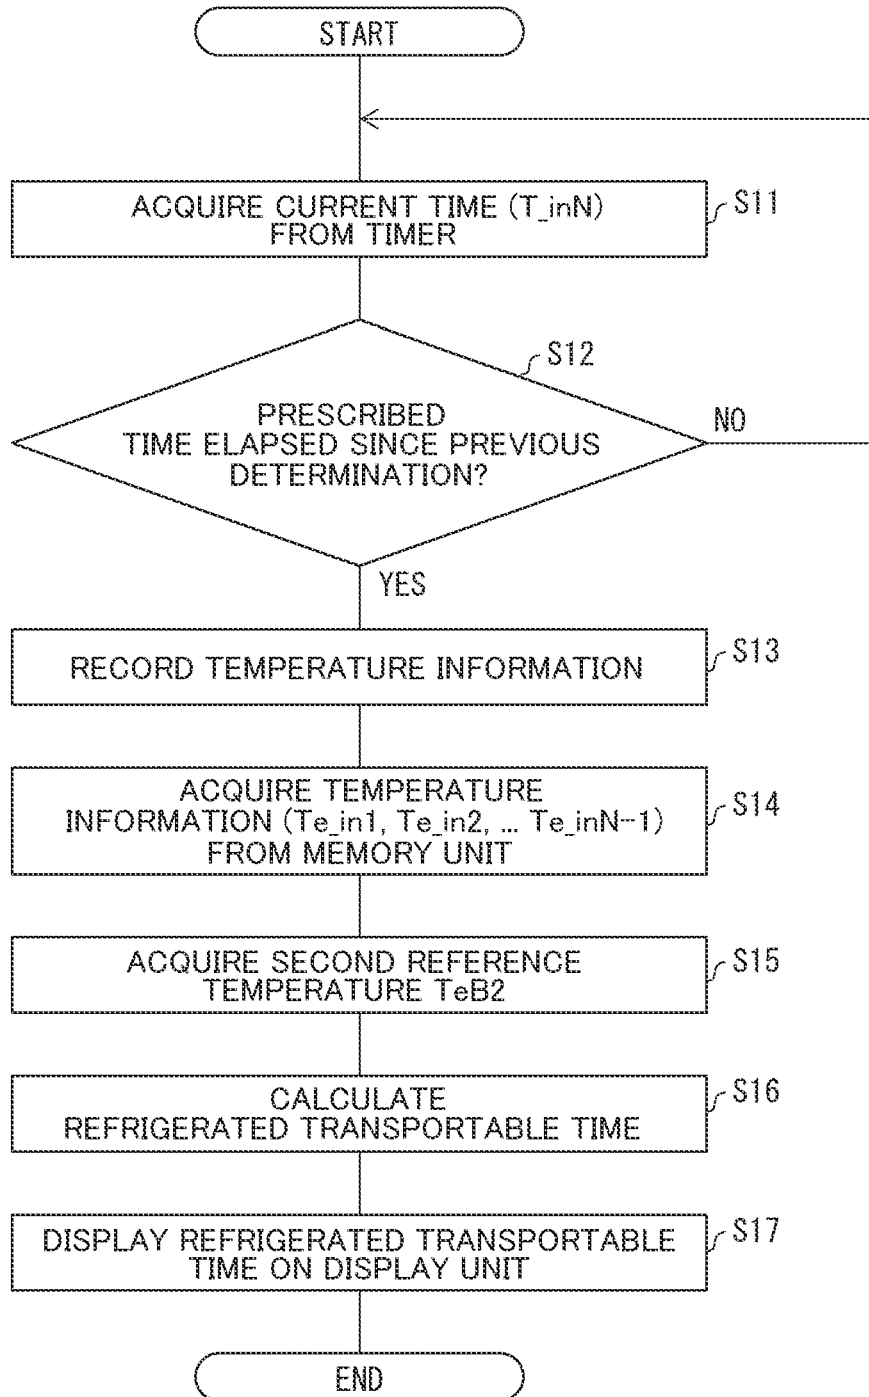 START
ACQUIRE CURRENT TIME (T_inN)
FROM TIMER
S11
S12
PRESCRIBED
TIME ELAPSED SINCE PREVIOUS
DETERMINATION?
NO
YES
RECORD TEMPERATURE INFORMATION
S13
ACQUIRE TEMPERATURE
INFORMATION (Te_in1, Te_in2, ... Te_inN-1)
FROM MEMORY UNIT
S14
ACQUIRE SECOND REFERENCE
TEMPERATURE TeB2
S15
CALCULATE
REFRIGERATED TRANSPORTABLE TIME
S16
DISPLAY REFRIGERATED TRANSPORTABLE
TIME ON DISPLAY UNIT
S17
END